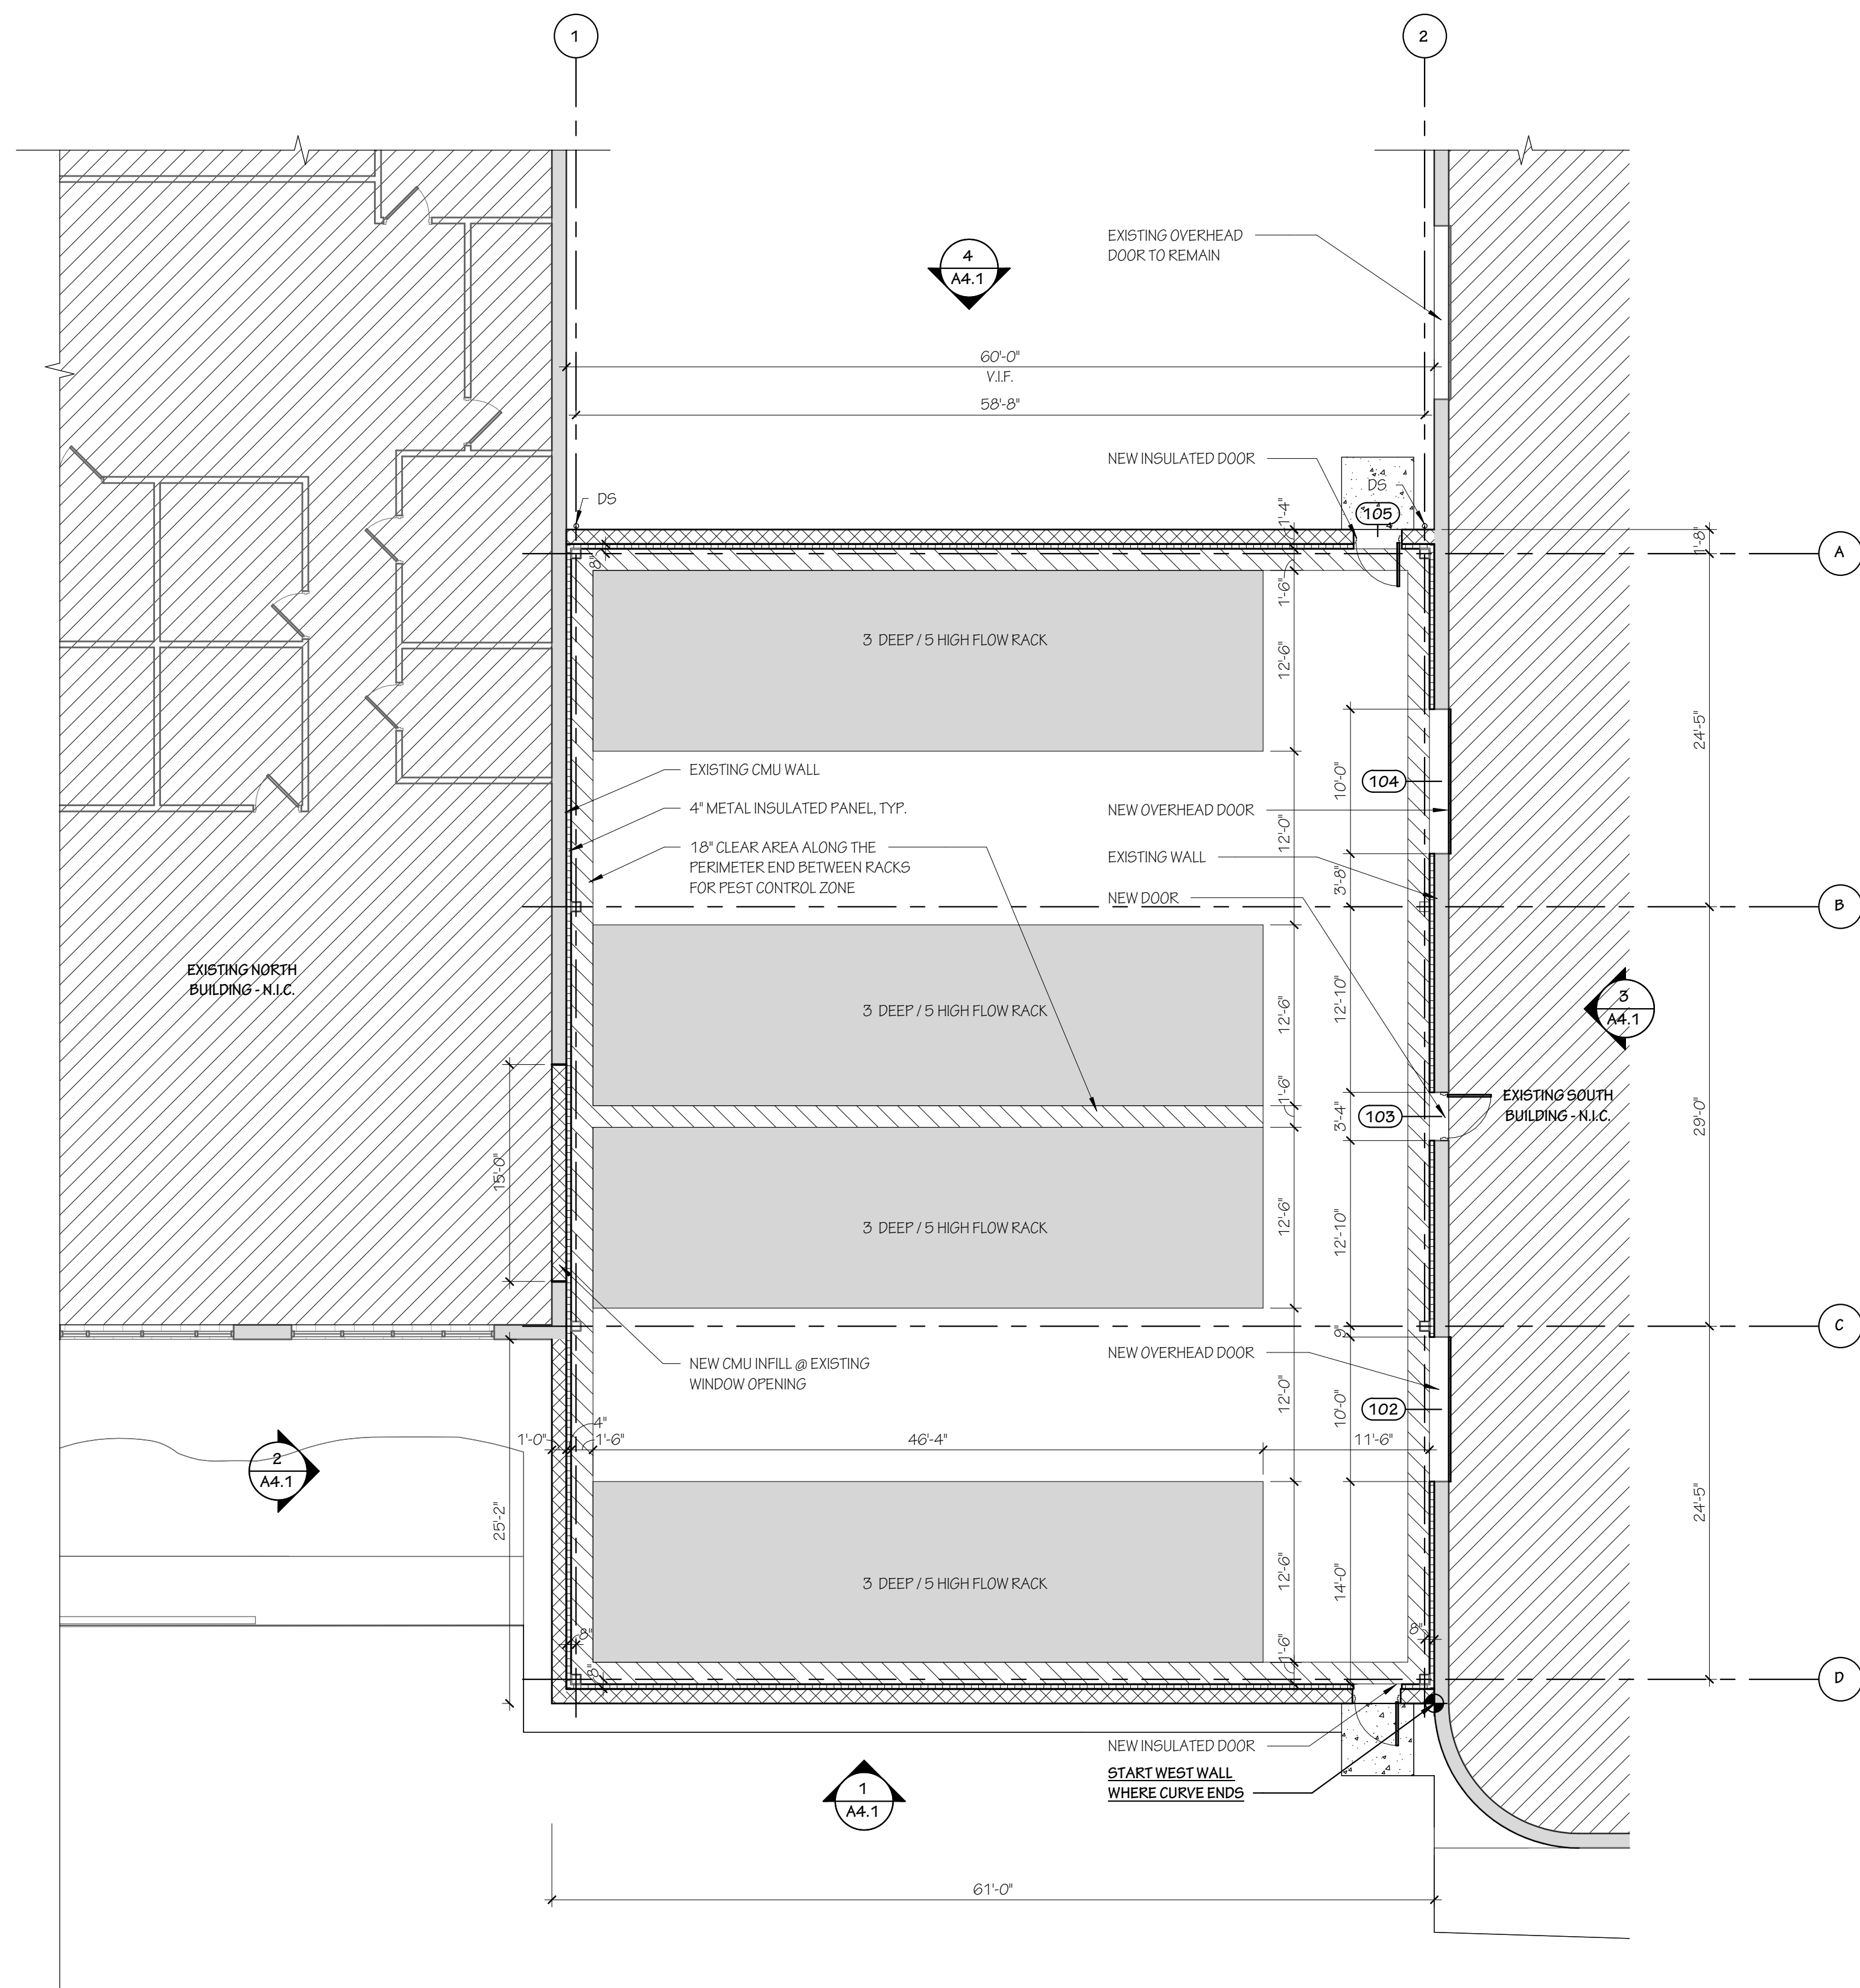 1
2
EXISTING OVERHEAD
DOOR TO REMAIN
4
A4.1
60'-0"
V.I.F.
58'-8"
NEW INSULATED DOOR
DS
DS
105
1'-4"
1'-8"
A
8"
1'-6"
3 DEEP / 5 HIGH FLOW RACK
12'-6"
24'-5"
EXISTING CMU WALL
10'-0"
104
4" METAL INSULATED PANEL, TYP.
NEW OVERHEAD DOOR
12'-0"
18" CLEAR AREA ALONG THE
PERIMETER END BETWEEN RACKS
FOR PEST CONTROL ZONE
EXISTING WALL
3'-8"
NEW DOOR
B
EXISTING NORTH
BUILDING - N.I.C.
3 DEEP / 5 HIGH FLOW RACK
12'-6"
12'-10"
3
A4.1
1'-6"
3'-4"
103
EXISTING SOUTH
BUILDING - N.I.C.
29'-0"
15'-0"
3 DEEP / 5 HIGH FLOW RACK
12'-6"
12'-10"
C
9"
NEW CMU INFILL @ EXISTING
WINDOW OPENING
NEW OVERHEAD DOOR
12'-0"
10'-0"
102
1'-0"
4"
1'-6"
46'-4"
11'-6"
2
A4.1
25'-2"
24'-5"
3 DEEP / 5 HIGH FLOW RACK
12'-6"
14'-0"
8"
8"
8"
1'-6"
D
NEW INSULATED DOOR
START WEST WALL
WHERE CURVE ENDS
1
A4.1
61'-0"